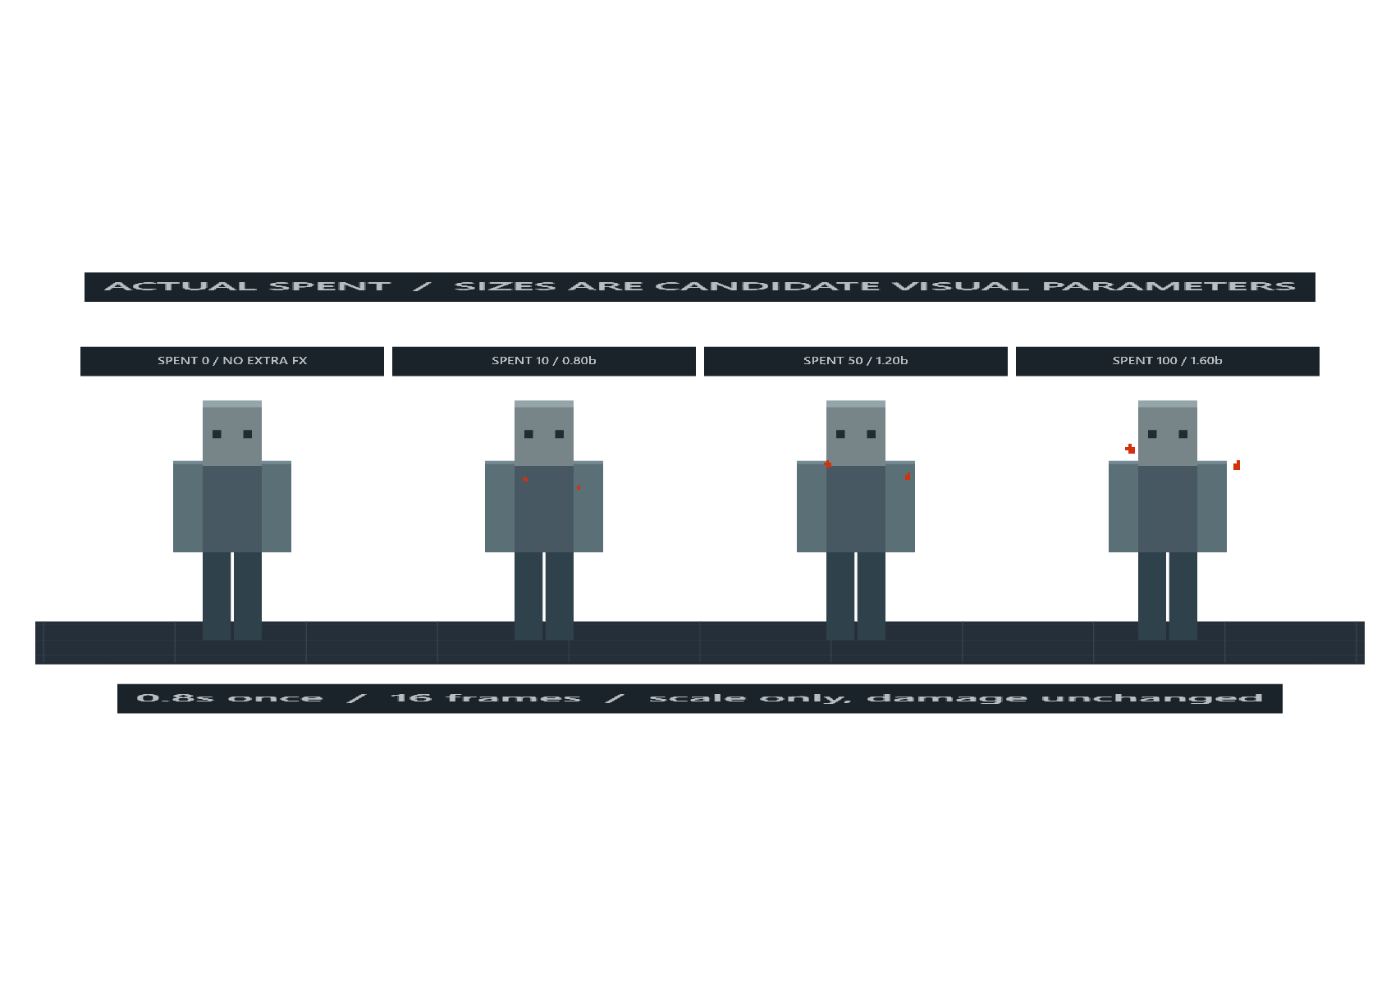 ACTUAL SPENT / SIZES ARE CANDIDATE VISUAL PARAMETERS
SPENT 0 / NO EXTRA FX
SPENT 10 / 0.80b
SPENT 50 / 1.20b
SPENT 100 / 1.60b
0.8s once / 16 frames / scale only, damage unchanged